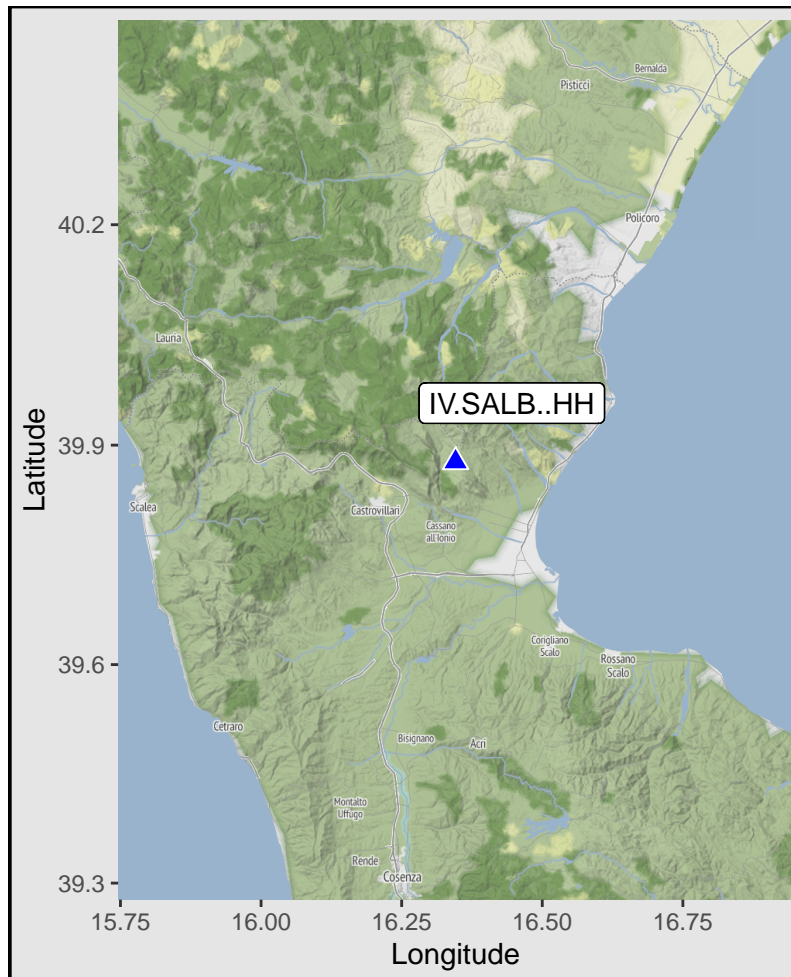 Bernalda
Pisticci
40.2
Policoro
Lauria
IV.SALB..HH
39.9
Latitude
Scalea
Castrovillari
Cassano
all'Ionio
39.6
Corigliano
Scalo
Rossano
Scalo
Cetraro
Bisignano
Acri
Montalto
Uffugo
Rende
Cosenza
39.3
15.75
16.00
16.25
16.50
16.75
Longitude